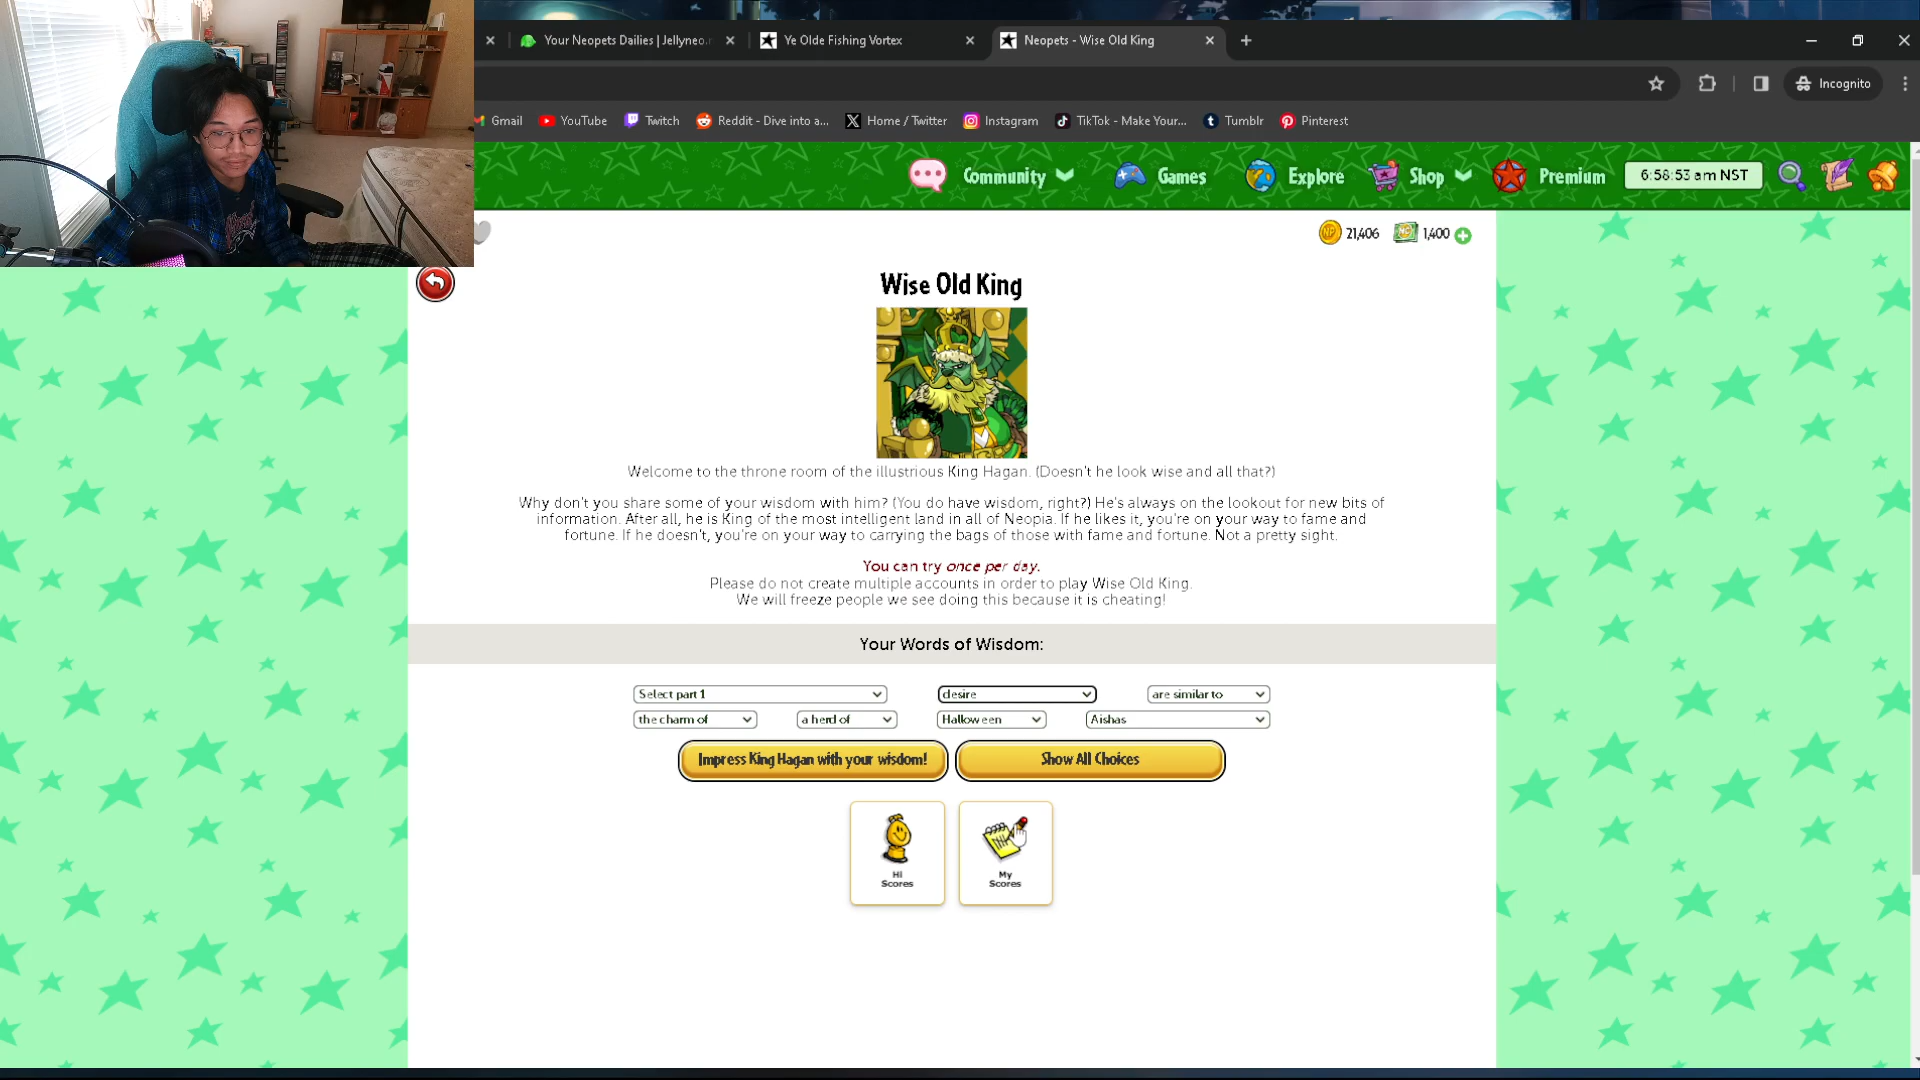 Your Neopets Dailies | Jellyneo.r
Ye Olde Fishing Vortex
Neopets - Wise Old King
Incognito
Gmail
YouTube
Twitch
Reddit - Dive into a...
Home / Twitter
Instagram
TikTok - Make Your...
Tumblr
Pinterest
Community
Games
Explore
Shop
Premium
6:58:53 am NST
NP 21,406
NC 1,400
Wise Old King
Welcome to the throne room of the illustrious King Hagan. (Doesn't he look wise and all that?)
Why don't you share some of your wisdom with him? (You do have wisdom, right?) He's always on the lookout for new bits of
information. After all, he is King of the most intelligent land in all of Neopia. If he likes it, you're on your way to fame and
fortune. If he doesn't, you're on your way to carrying the bags of those with fame and fortune. Not a pretty sight.
You can try once per day.
Please do not create multiple accounts in order to play Wise Old King.
We will freeze people we see doing this because it is cheating!
Your Words of Wisdom:
Select part 1
desire
are similar to
the charm of
a herd of
Halloween
Aishas
Impress King Hagan with your wisdom!
Show All Choices
Hi
Scores
My
Scores